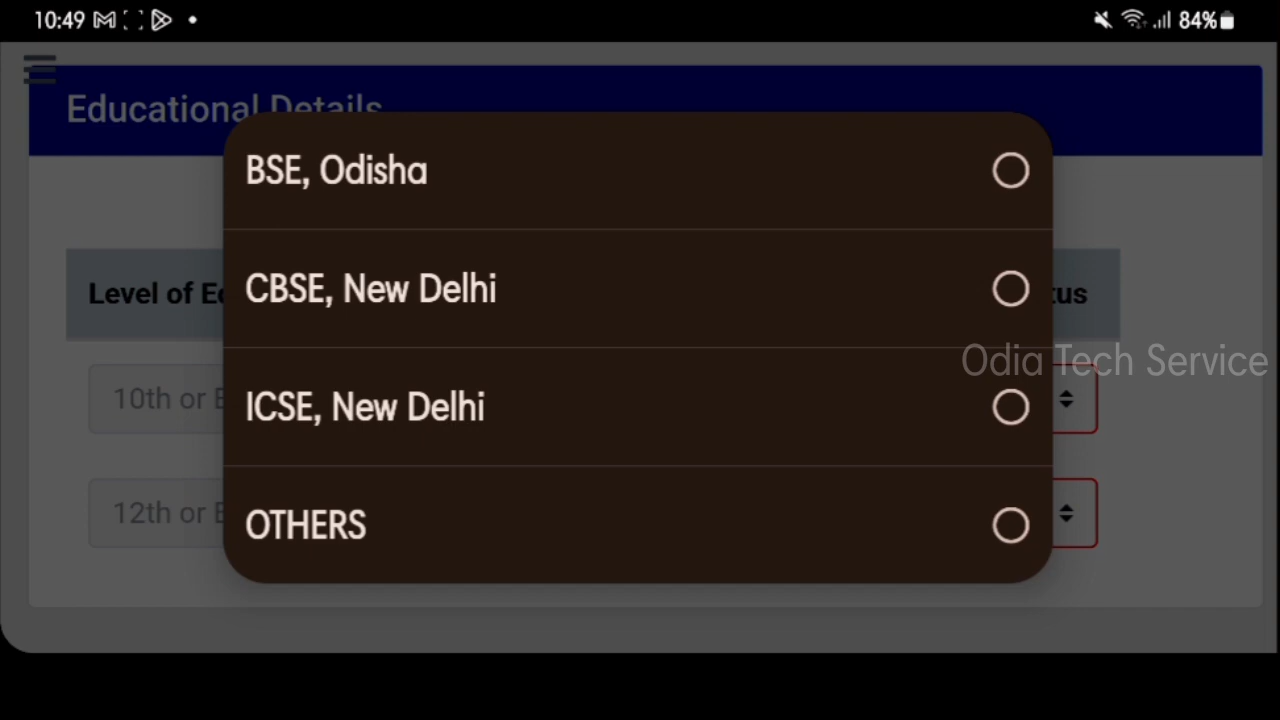 10:49
84%
Educational Details
BSE, Odisha
CBSE, New Delhi
ICSE, New Delhi
OTHERS
Level of
Odia Tech Service
10th or
12th or